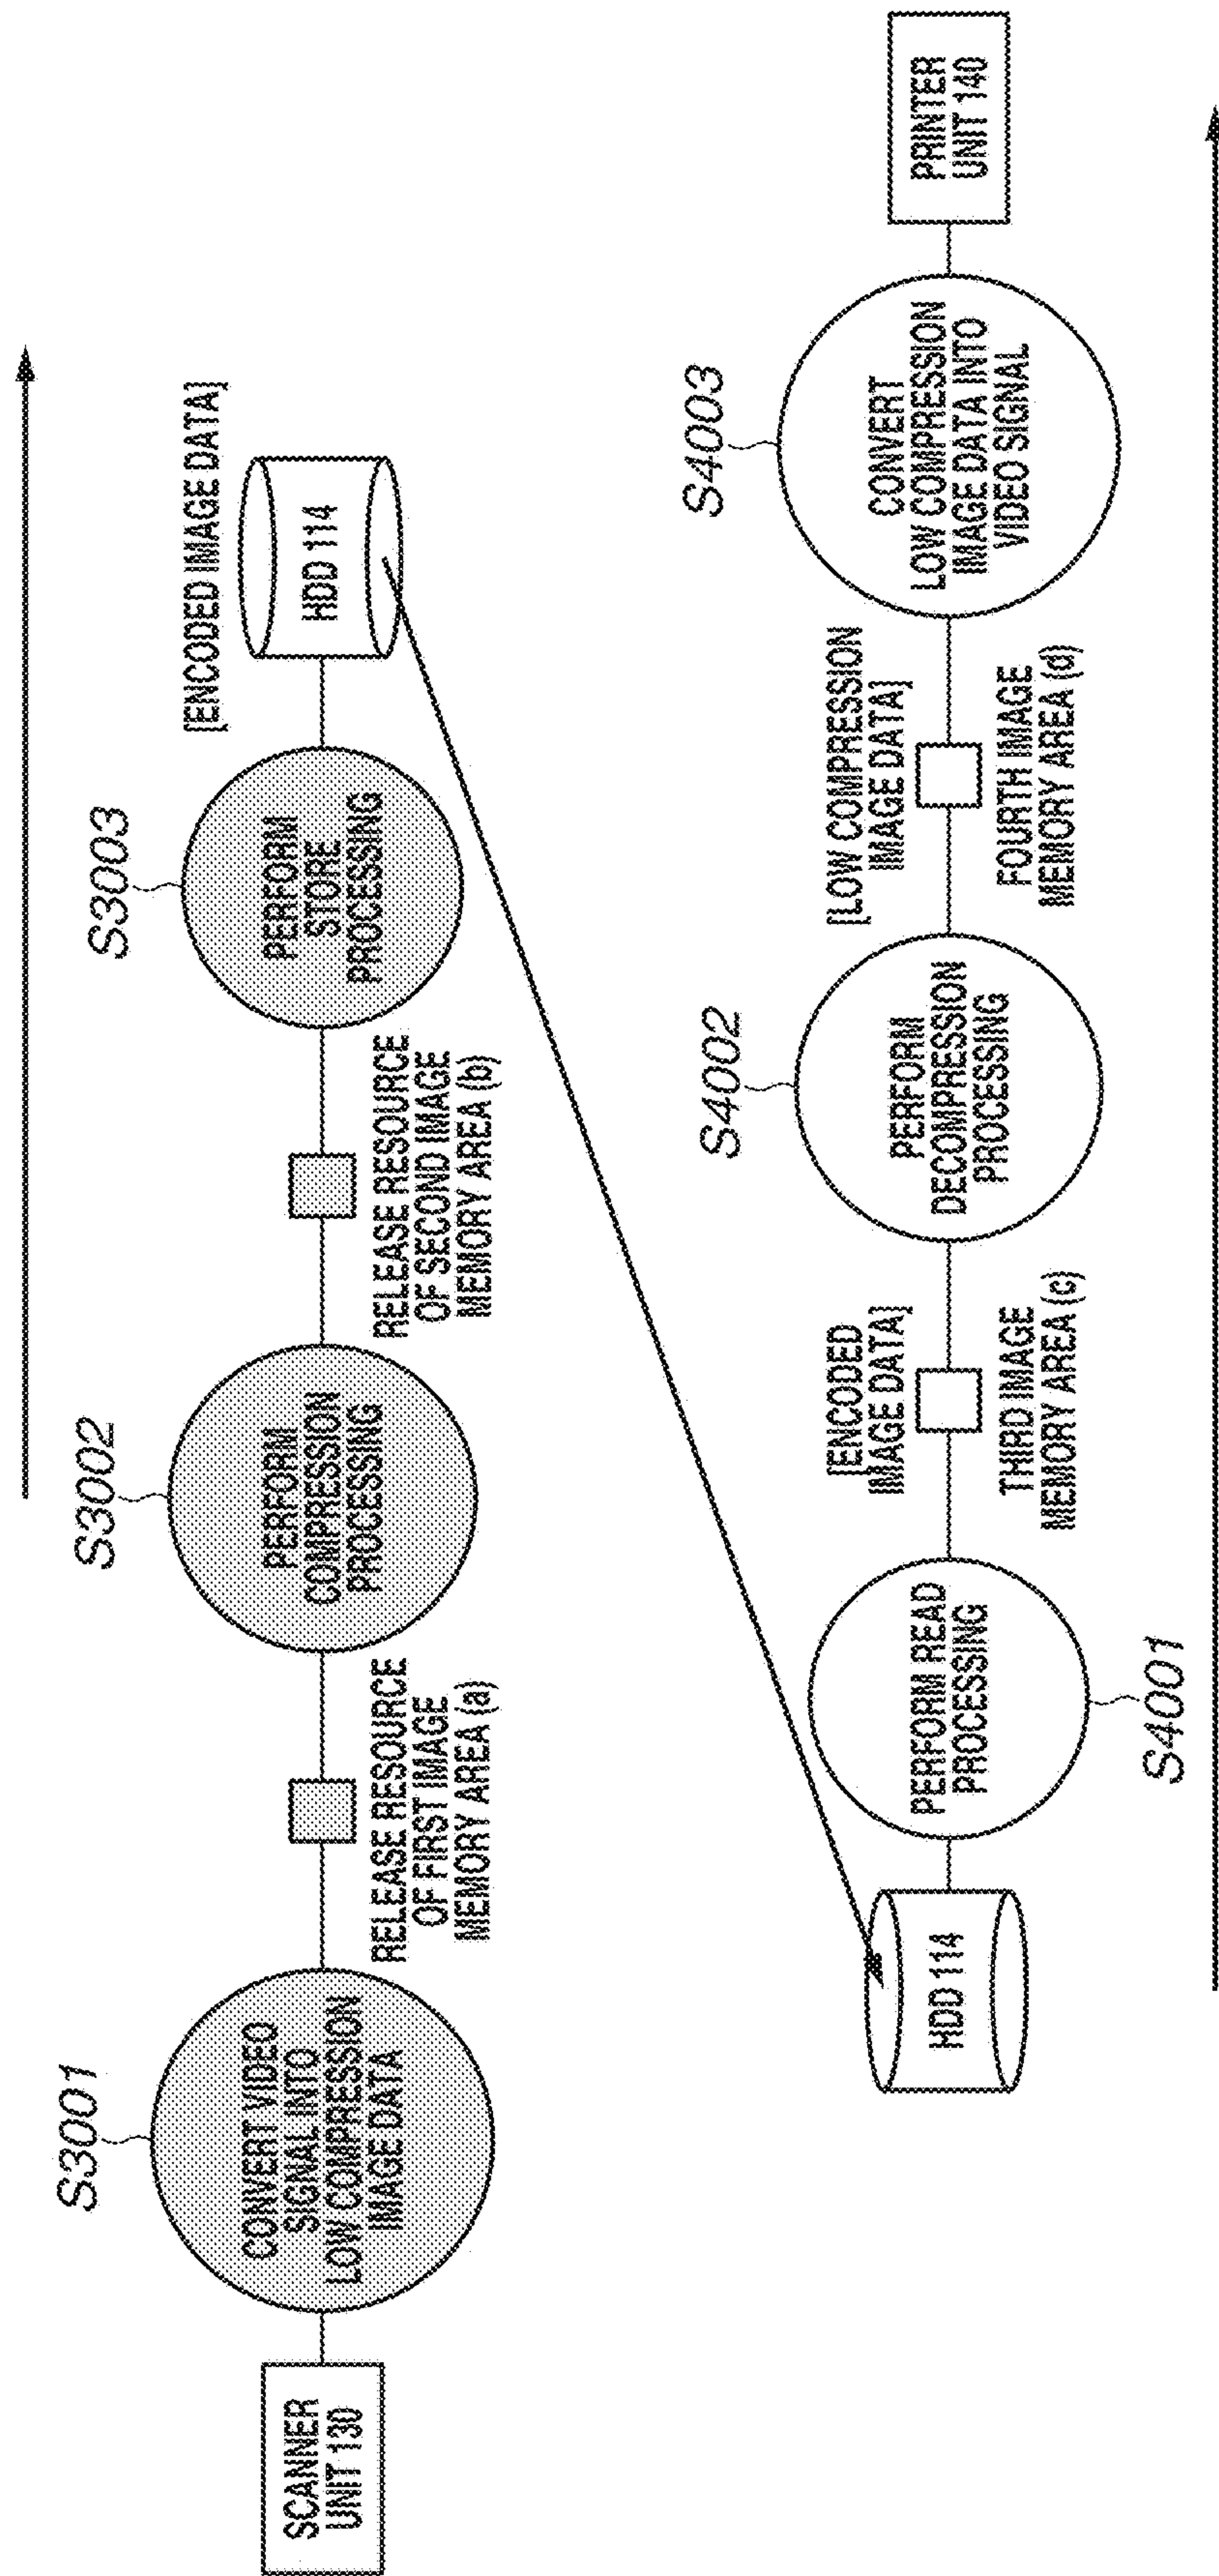 S3001
S3002
S3003
[ENCODED IMAGE DATA]
SCANNER
UNIT 130
CONVERT VIDEO
SIGNAL INTO
LOW COMPRESSION
IMAGE DATA
RELEASE RESOURCE
OF FIRST IMAGE
MEMORY AREA (a)
PERFORM
COMPRESSION
PROCESSING
RELEASE RESOURCE
OF SECOND IMAGE
MEMORY AREA (b)
PERFORM
STORE
PROCESSING
HDD 114
HDD 114
PERFORM READ
PROCESSING
S4001
[ENCODED
IMAGE DATA]
THIRD IMAGE
MEMORY AREA (c)
S4002
PERFORM
DECOMPRESSION
PROCESSING
[LOW COMPRESSION
IMAGE DATA]
FOURTH IMAGE
MEMORY AREA (d)
S4003
CONVERT
LOW COMPRESSION
IMAGE DATA INTO
VIDEO SIGNAL
PRINTER
UNIT 140